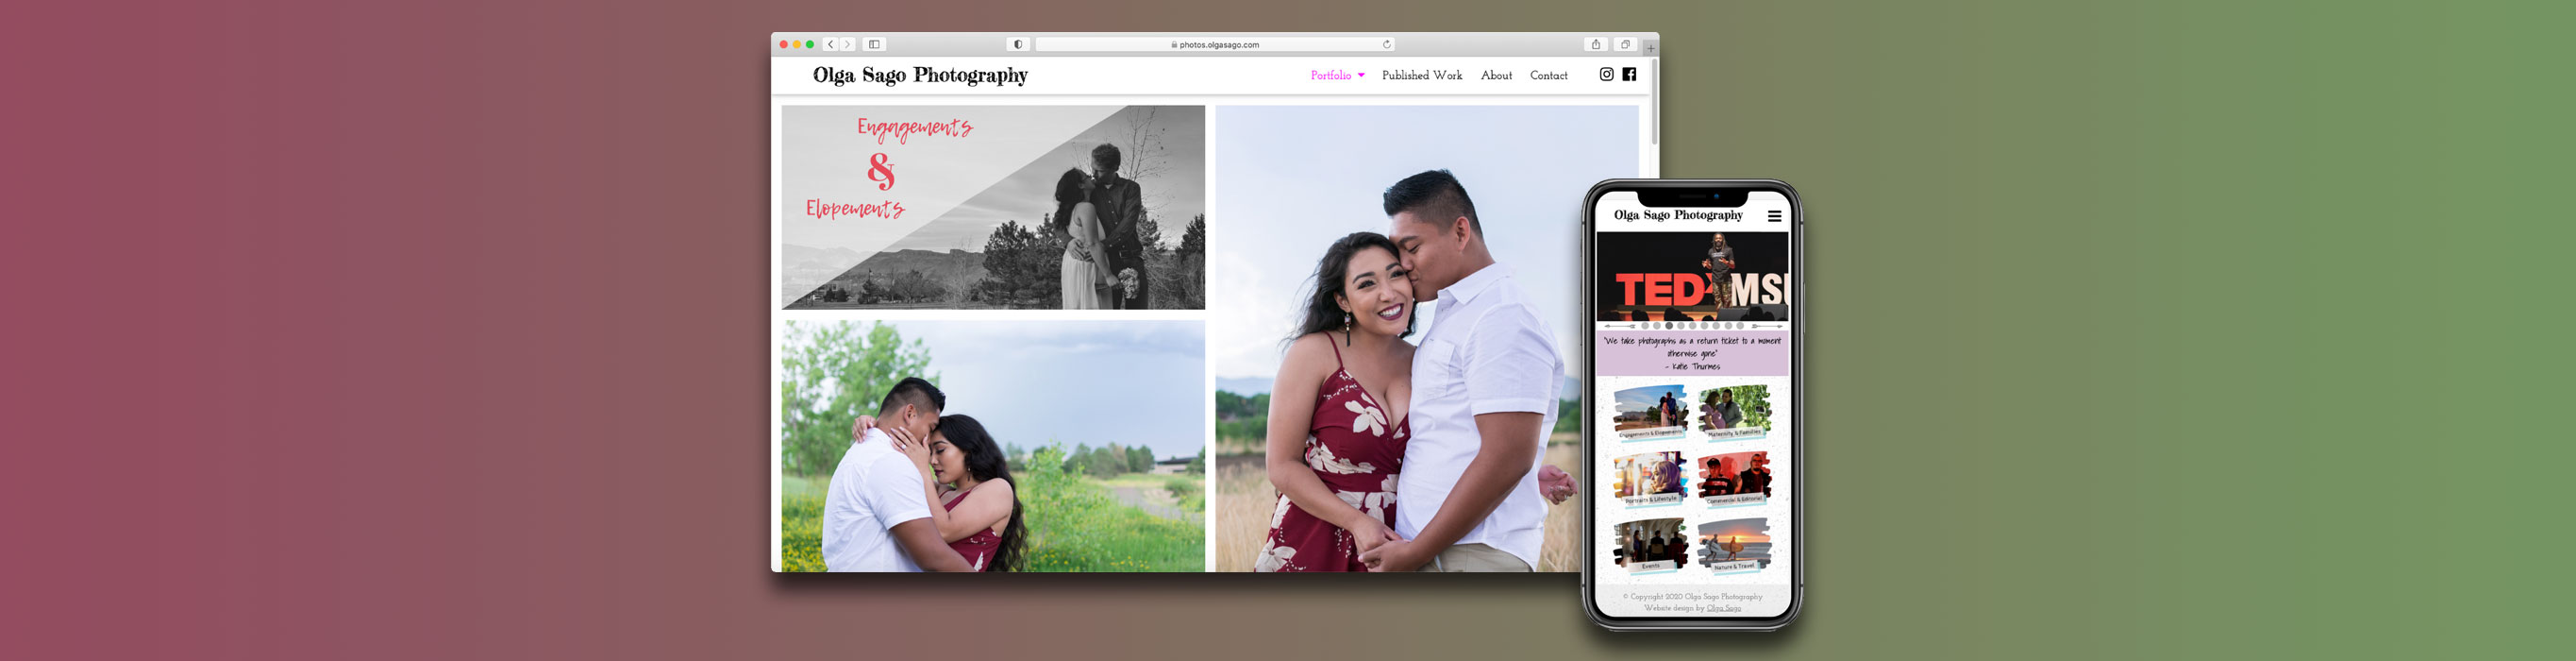 photos.olgasago.com
Olga Sago Photography
Portfolio Published Work About Contact
Engagements
&
Elopements
Olga Sago Photography
TEDxMS
"We take photographs as a return ticket to a moment
otherwise gone"
- Katie Thurmes
Engagements & Elopements
Maternity & Families
Portraits & Lifestyle
Commercial & Editorial
Events
Nature & Travel
© Copyright 2020 Olga Sago Photography
Website design by Olga Sago